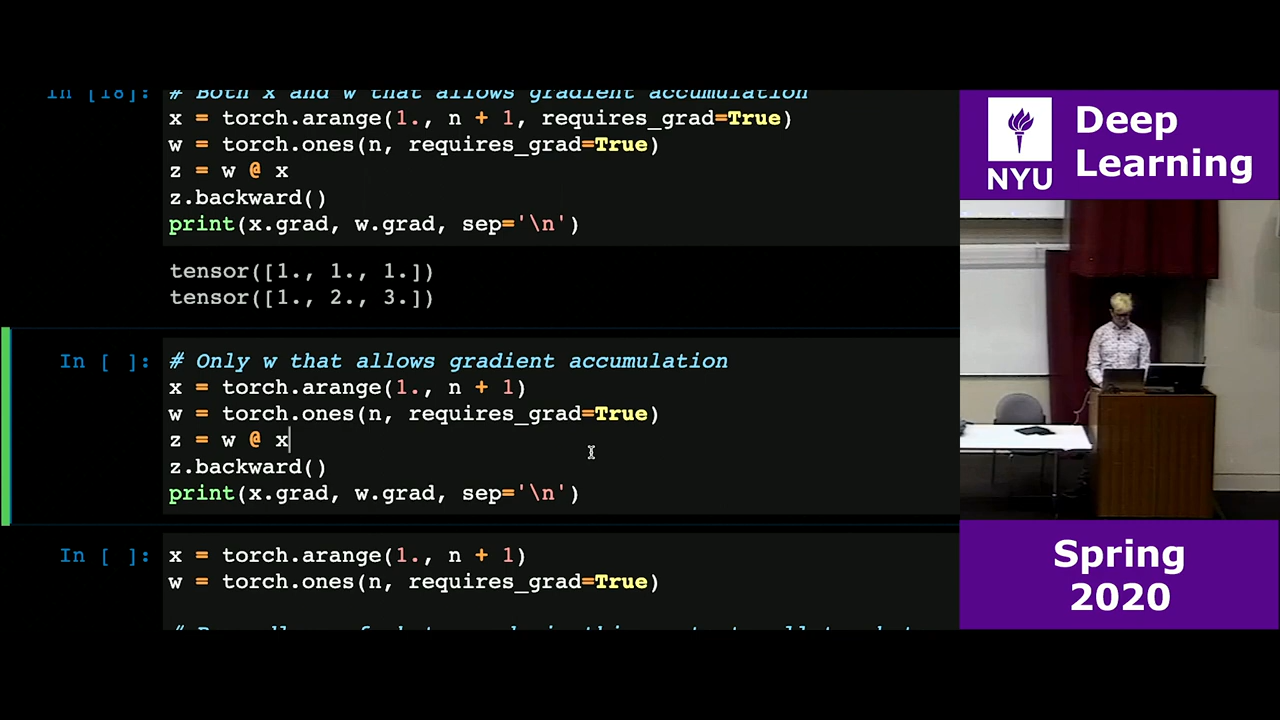 In [18]: # Both x and w that allows gradient accumulation
x = torch.arange(1., n + 1, requires_grad=True)
w = torch.ones(n, requires_grad=True)
z = w @ x
z.backward()
print(x.grad, w.grad, sep='\n')
tensor([1., 1., 1.])
tensor([1., 2., 3.])
In [ ]: # Only w that allows gradient accumulation
x = torch.arange(1., n + 1)
w = torch.ones(n, requires_grad=True)
z = w @ x
z.backward()
print(x.grad, w.grad, sep='\n')
In [ ]: x = torch.arange(1., n + 1)
w = torch.ones(n, requires_grad=True)
NYU
Deep
Learning
Spring
2020